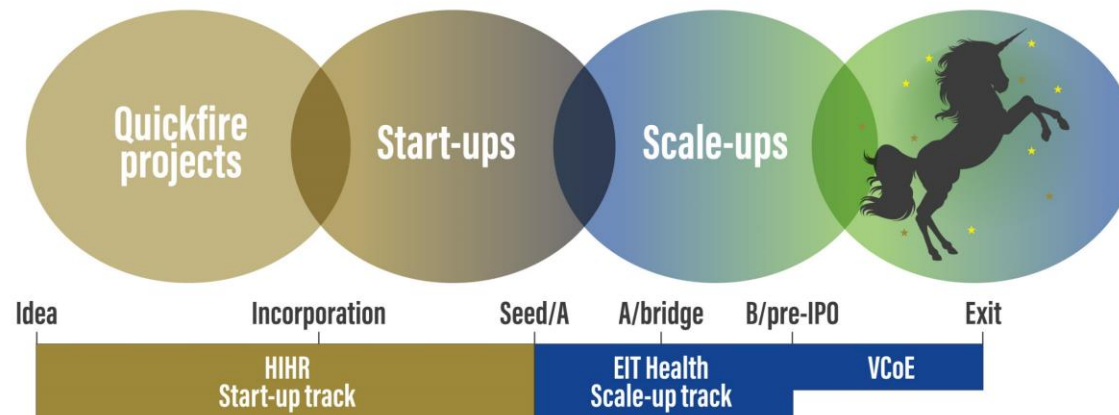 Quickfire
projects
Start-ups
Scale-ups
Idea
Incorporation
Seed/A
A/bridge
B/pre-IPO
Exit
HIHR
Start-up track
EIT Health
Scale-up track
VCoE